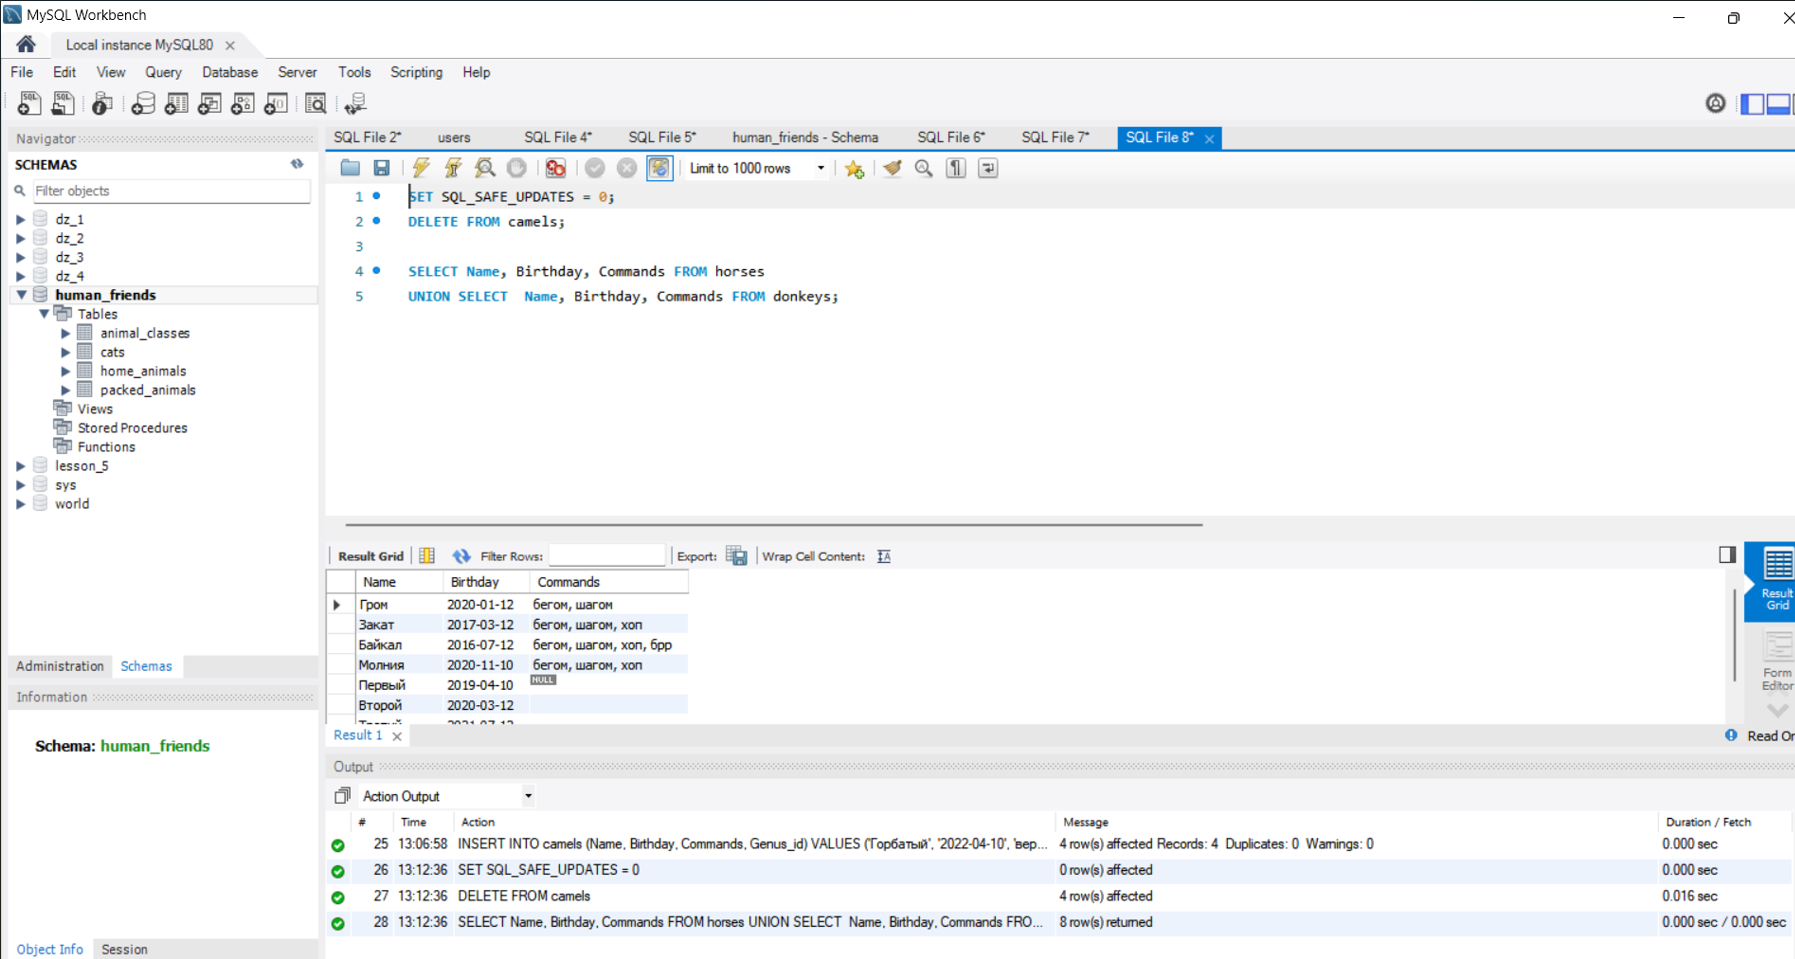 MySQL Workbench
Local instance MySQL80
File Edit View Query Database Server Tools Scripting Help
Navigator
SCHEMAS
Filter objects
dz_1
dz_2
dz_3
dz_4
human_friends
Tables
animal_classes
cats
home_animals
packed_animals
Views
Stored Procedures
Functions
lesson_5
sys
world
Administration Schemas
Information
Schema: human_friends
Object Info Session
SQL File 2* users SQL File 4* SQL File 5* human_friends - Schema SQL File 6* SQL File 7* SQL File 8*
Limit to 1000 rows
1 SET SQL_SAFE_UPDATES = 0;
2 DELETE FROM camels;
3
4 SELECT Name, Birthday, Commands FROM horses
5 UNION SELECT  Name, Birthday, Commands FROM donkeys;
Result Grid Filter Rows: Export: Wrap Cell Content:
Name Birthday Commands
Гром 2020-01-12 бегом, шагом
Закат 2017-03-12 бегом, шагом, хоп
Байкал 2016-07-12 бегом, шагом, хоп, брр
Молния 2020-11-10 бегом, шагом, хоп
Первый 2019-04-10 NULL
Второй 2020-03-12
Result Grid
Form Editor
Result 1
Read On
Output
Action Output
# Time Action Message Duration / Fetch
25 13:06:58 INSERT INTO camels (Name, Birthday, Commands, Genus_id) VALUES ('Горбатый', '2022-04-10', 'вер... 4 row(s) affected Records: 4 Duplicates: 0 Warnings: 0 0.000 sec
26 13:12:36 SET SQL_SAFE_UPDATES = 0 0 row(s) affected 0.000 sec
27 13:12:36 DELETE FROM camels 4 row(s) affected 0.016 sec
28 13:12:36 SELECT Name, Birthday, Commands FROM horses UNION SELECT  Name, Birthday, Commands FRO... 8 row(s) returned 0.000 sec / 0.000 sec